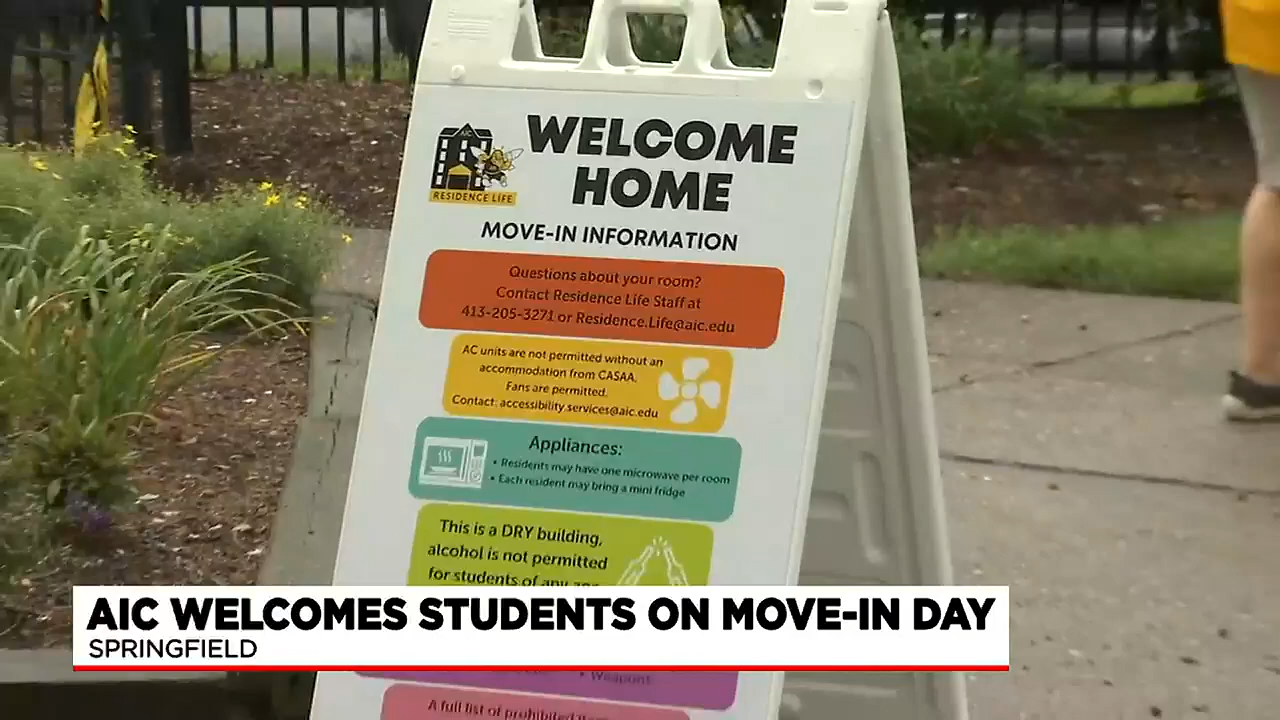 AIC
RESIDENCE LIFE
WELCOME
HOME
MOVE-IN INFORMATION
Questions about your room?
Contact Residence Life Staff at
413-205-3271 or Residence.Life@aic.edu
AC units are not permitted without an
accommodation from CASAA.
Fans are permitted.
Contact: accessibility.services@aic.edu
Appliances:
• Residents may have one microwave per room
• Each resident may bring a mini fridge
This is a DRY building,
alcohol is not permitted
for students of any age
AIC WELCOMES STUDENTS ON MOVE-IN DAY
SPRINGFIELD
• Weapons
A full list of prohibited